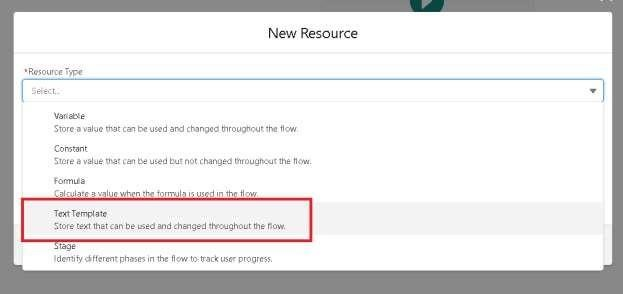 New Resource
*Resource Type
Select...
Variable
Store a value that can be used and changed throughout the flow.
Constant
Store a value that can be used but not changed throughout the flow.
Formula
Calculate a value when the formula is used in the flow.
Text Template
Store text that can be used and changed throughout the flow.
Stage
Identify different phases in the flow to track user progress.